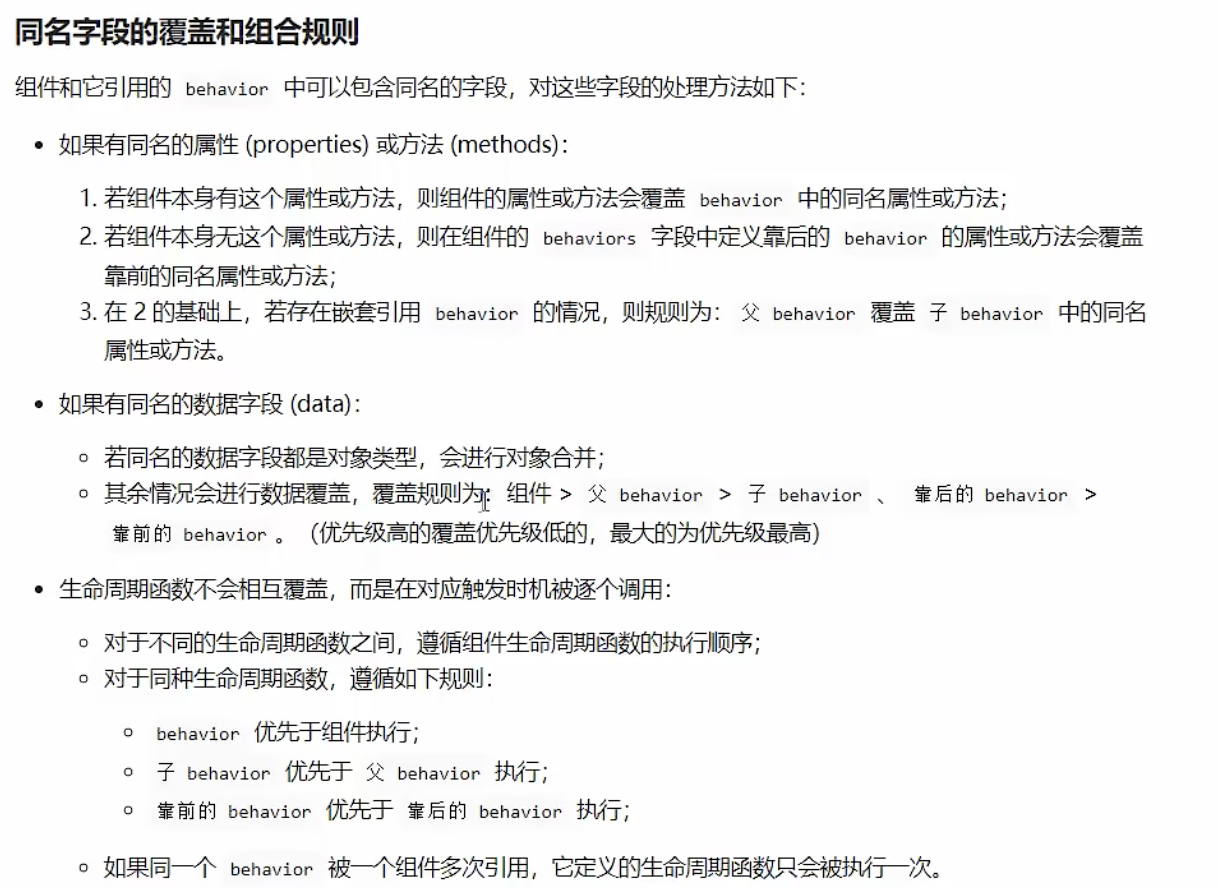 同名字段的覆盖和组合规则
组件和它引用的 behavior 中可以包含同名的字段，对这些字段的处理方法如下：
• 如果有同名的属性 (properties) 或方法 (methods)：
1. 若组件本身有这个属性或方法，则组件的属性或方法会覆盖 behavior 中的同名属性或方法；
2. 若组件本身无这个属性或方法，则在组件的 behaviors 字段中定义靠后的 behavior 的属性或方法会覆盖
靠前的同名属性或方法；
3. 在 2 的基础上，若存在嵌套引用 behavior 的情况，则规则为： 父 behavior 覆盖 子 behavior 中的同名
属性或方法。
• 如果有同名的数据字段 (data)：
○ 若同名的数据字段都是对象类型，会进行对象合并；
○ 其余情况会进行数据覆盖，覆盖规则为：组件 > 父 behavior > 子 behavior 、 靠后的 behavior >
靠前的 behavior 。（优先级高的覆盖优先级低的，最大的为优先级最高）
• 生命周期函数不会相互覆盖，而是在对应触发时机被逐个调用：
○ 对于不同的生命周期函数之间，遵循组件生命周期函数的执行顺序；
○ 对于同种生命周期函数，遵循如下规则：
○ behavior 优先于组件执行；
○ 子 behavior 优先于 父 behavior 执行；
○ 靠前的 behavior 优先于 靠后的 behavior 执行；
○ 如果同一个 behavior 被一个组件多次引用，它定义的生命周期函数只会被执行一次。